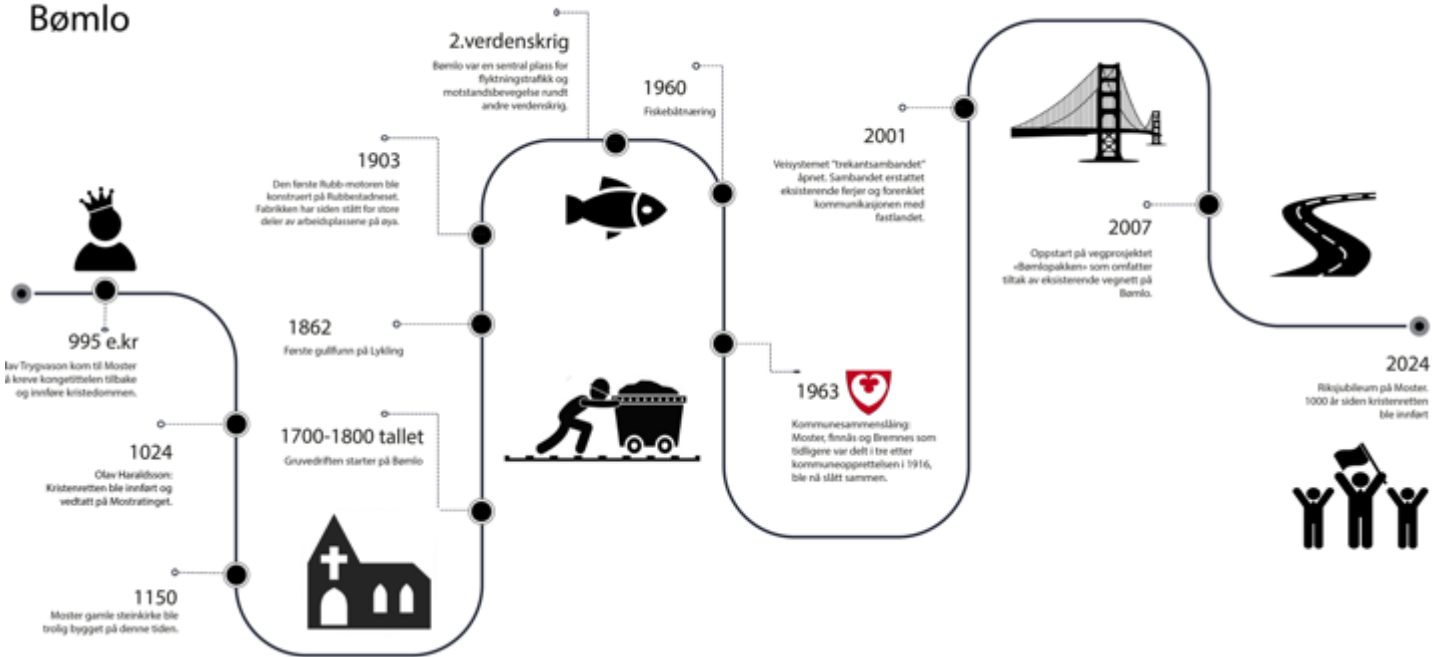 Bømlo
995 e.kr
lav Trygvason kom til Moster
å kreve kongetittelen tilbake
og innføre kristedommen.
1024
Olav Haraldsson:
Kristenretten ble innført og
vedtatt på Mostratinget.
1150
Moster gamle steinkirke ble
trolig bygget på denne tiden.
1700-1800 tallet
Gruvedriften starter på Bømlo
1862
Første gullfunn på Lykling
1903
Den første Rubb-motoren ble
konstruert på Rubbestadneset.
Fabrikken har siden stått for store
deler av arbeidsplassene på øya.
2.verdenskrig
Bømlo var en sentral plass for
flyktningstrafikk og
motstandsbevegelse rundt
andre verdenskrig.
1960
Fiskebåtnæring
1963
Kommunesammenslåing:
Moster, finnås og Bremnes som
tidligere var delt i tre etter
kommuneopprettelsen i 1916,
ble nå slått sammen.
2001
Veisystemet "trekantsambandet"
åpnet. Sambandet erstattet
eksisterende ferjer og forenklet
kommunikasjonen med
fastlandet.
2007
Oppstart på vegprosjektet
«Bømlopakken» som omfatter
tiltak av eksisterende vegnett på
Bømlo.
2024
Riksjubileum på Moster.
1000 år siden kristenretten
ble innført